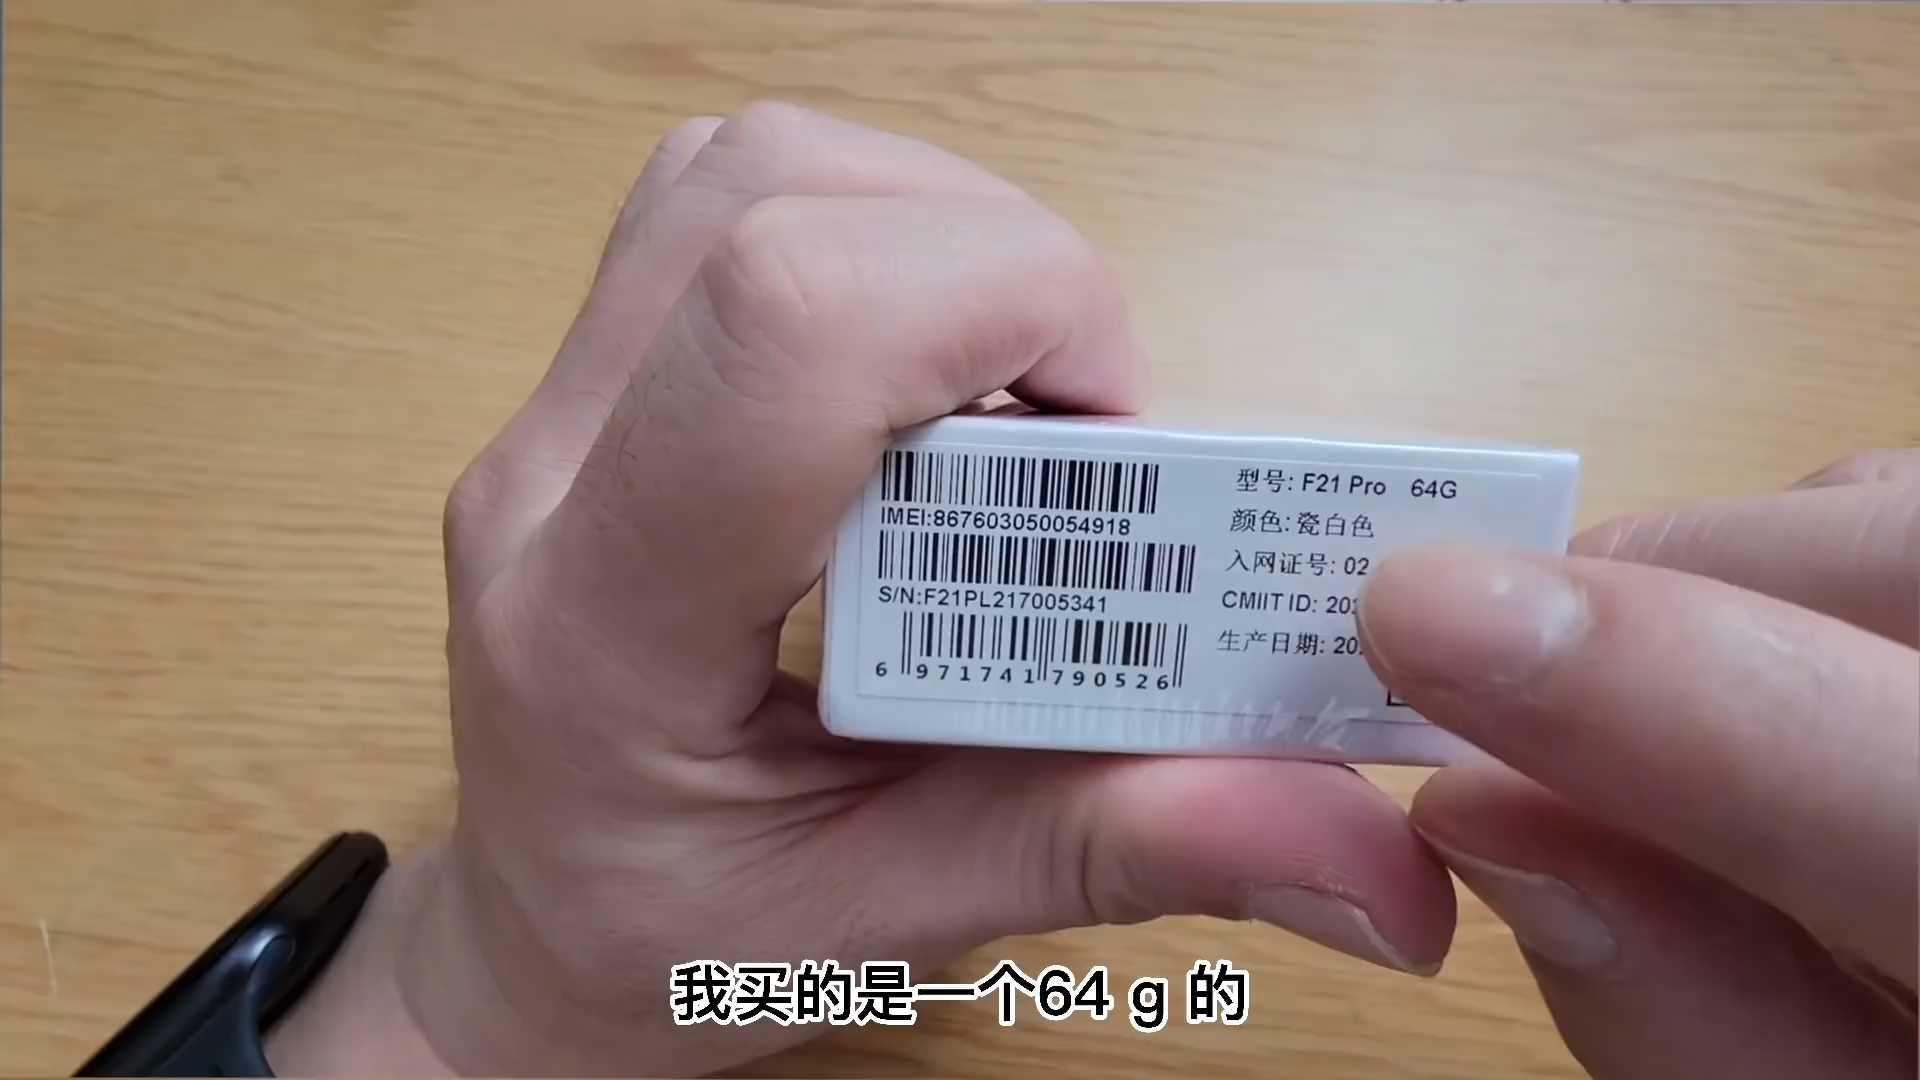 IMEI:867603050054918
S/N:F21PL217005341
6 971741 790526
型号: F21 Pro 64G
颜色: 瓷白色
入网证号: 02
CMIIT ID: 20
生产日期: 20
我买的是一个64 g 的